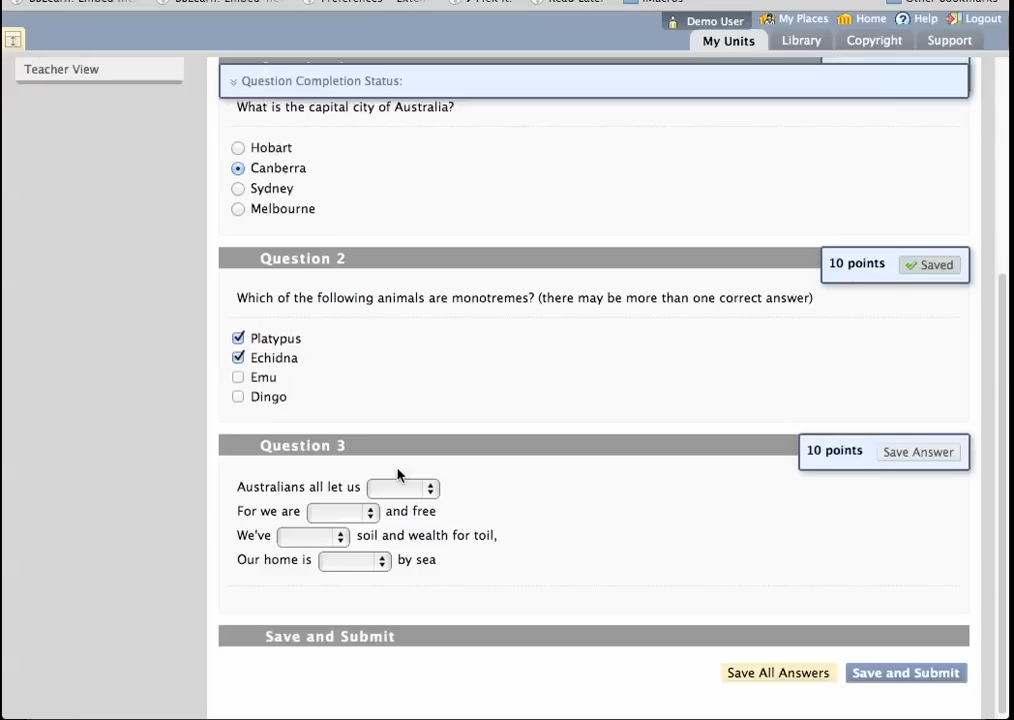 Demo User My Places Home Help Logout
My Units Library Copyright Support
Teacher View
Question Completion Status:
What is the capital city of Australia?
Hobart
Canberra
Sydney
Melbourne
Question 2
10 points Saved
Which of the following animals are monotremes? (there may be more than one correct answer)
Platypus
Echidna
Emu
Dingo
Question 3
10 points Save Answer
Australians all let us
For we are and free
We've soil and wealth for toil,
Our home is by sea
Save and Submit
Save All Answers Save and Submit